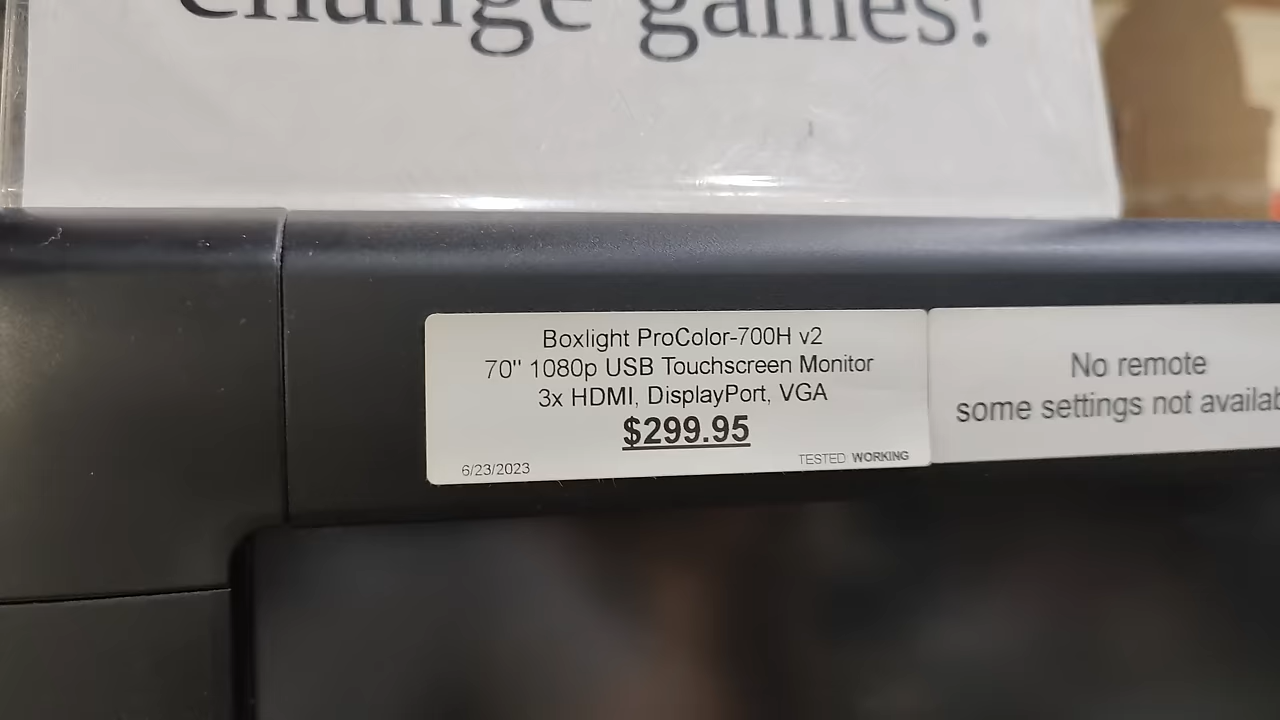 change games!
Boxlight ProColor-700H v2
70" 1080p USB Touchscreen Monitor
3x HDMI, DisplayPort, VGA
$299.95
6/23/2023 TESTED WORKING
No remote
some settings not availab